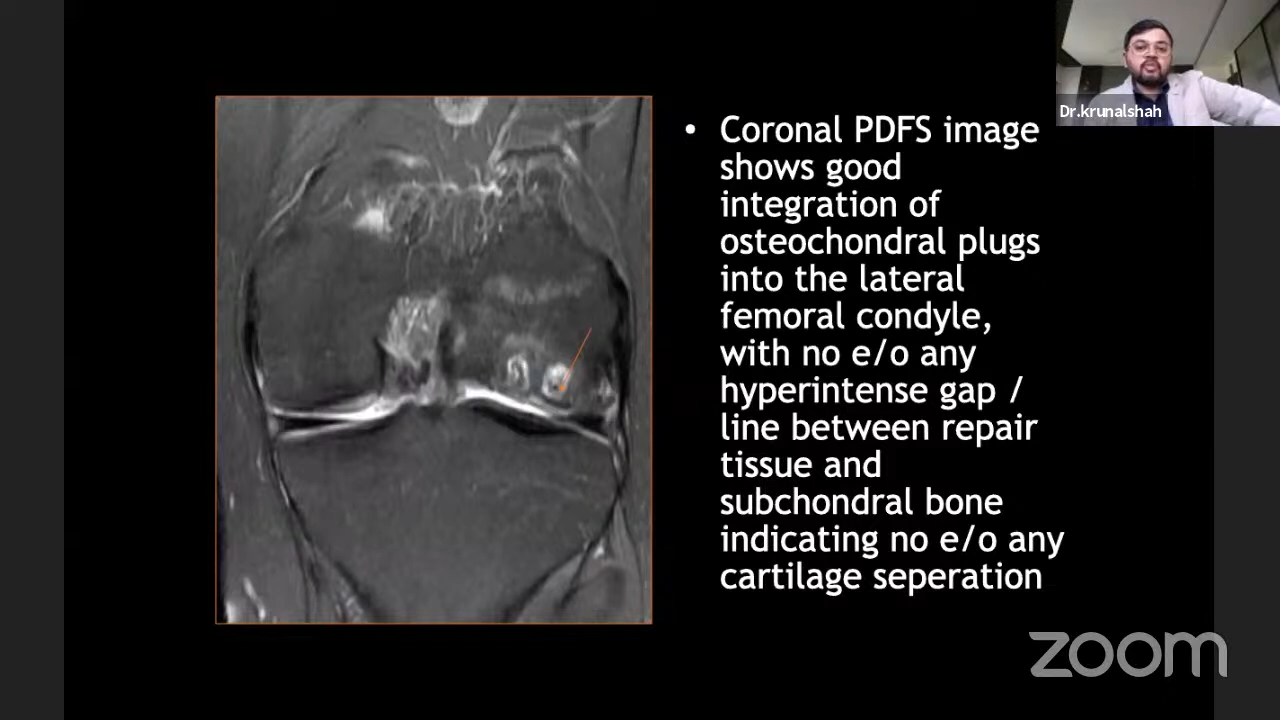 Dr.krunalshah
• Coronal PDFS image
shows good
integration of
osteochondral plugs
into the lateral
femoral condyle,
with no e/o any
hyperintense gap /
line between repair
tissue and
subchondral bone
indicating no e/o any
cartilage seperation
zoom